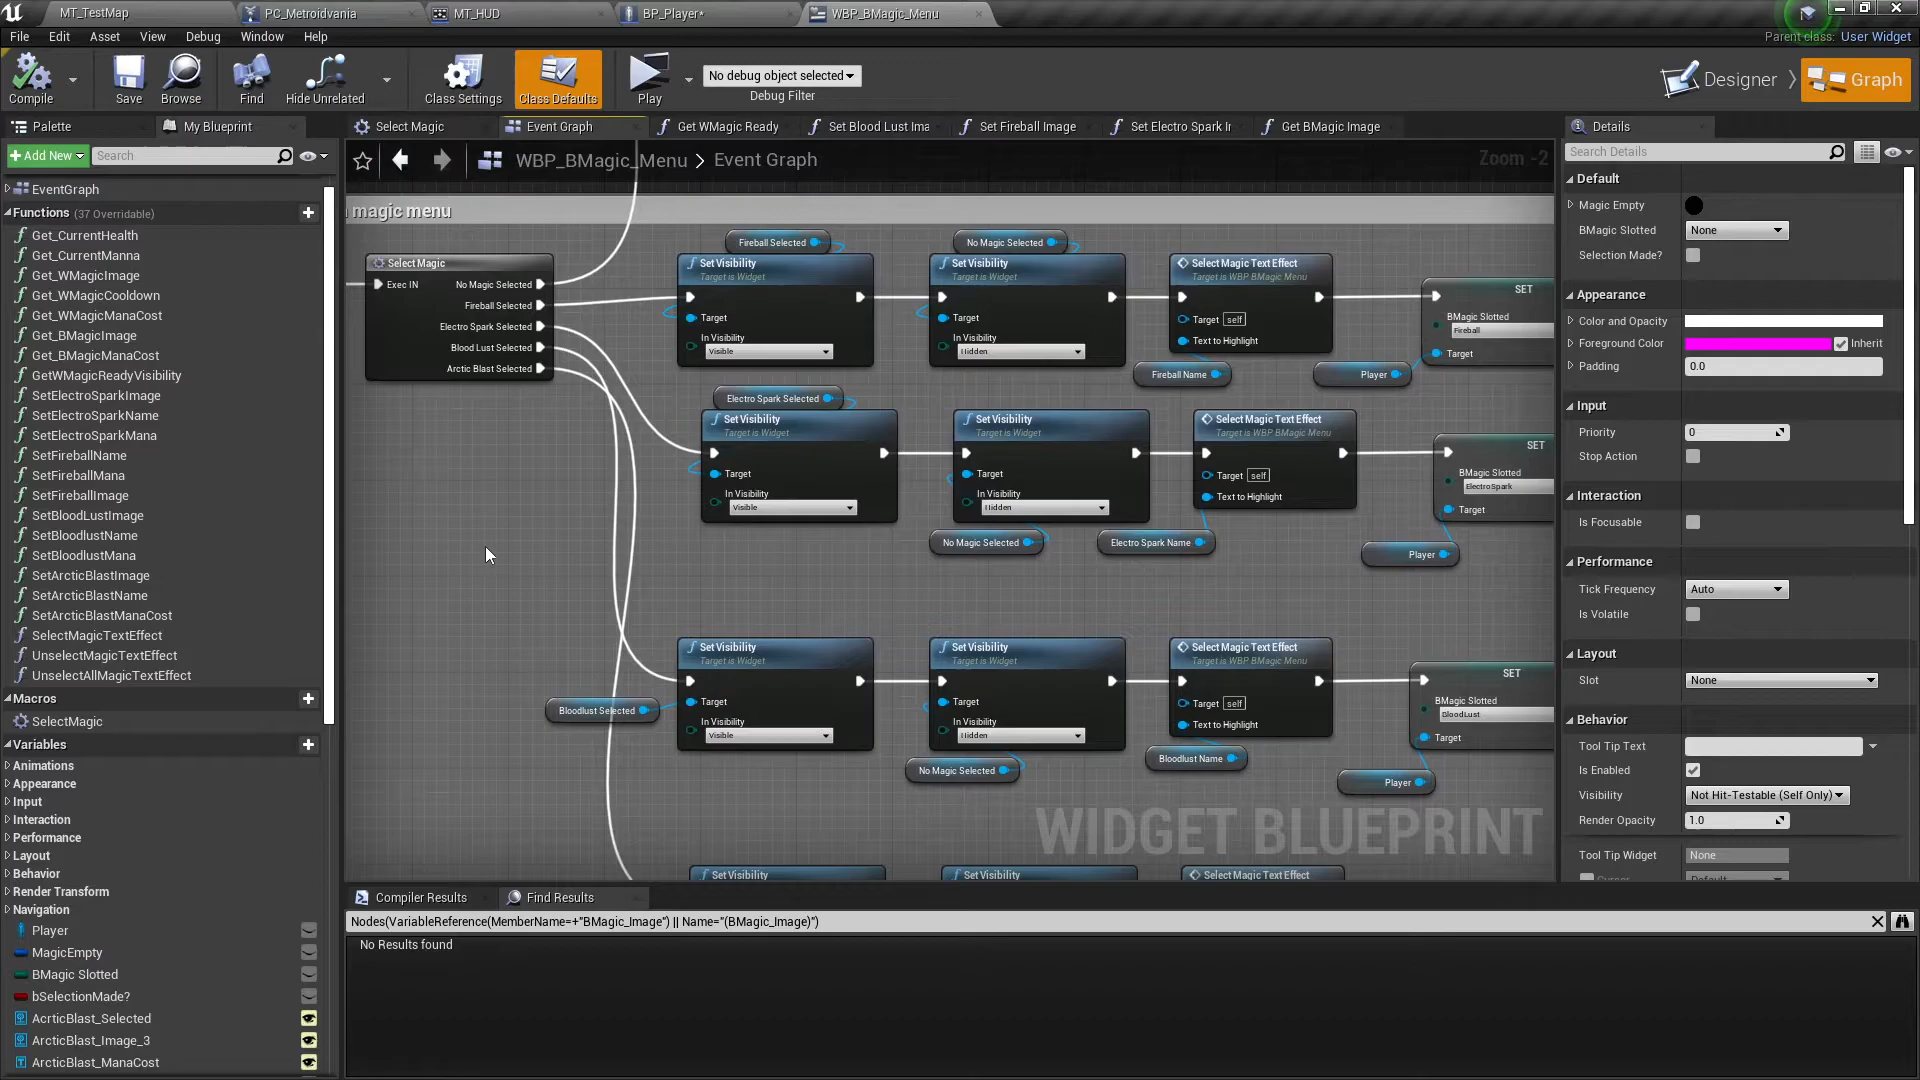 MT_TestMap
PC_Metroidvania
MT_HUD
BP_Player*
WBP_BMagic_Menu
File Edit Asset View Debug Window Help
Parent class: User Widget
Compile
Save
Browse
Find
Hide Unrelated
Class Settings
Class Defaults
Play
No debug object selected
Debug Filter
Designer
Graph
Palette
My Blueprint
Select Magic
Event Graph
Get WMagic Ready
Set Blood Lust Ima
Set Fireball Image
Set Electro Spark Ir
Get BMagic Image
Details
Add New
Search
WBP_BMagic_Menu > Event Graph
Zoom -2
Search Details
EventGraph
Functions (37 Overridable)
Get_CurrentHealth
Get_CurrentManna
Get_WMagicImage
Get_WMagicCooldown
Get_WMagicManaCost
Get_BMagicImage
Get_BMagicManaCost
GetWMagicReadyVisibility
SetElectroSparkImage
SetElectroSparkName
SetElectroSparkMana
SetFireballName
SetFireballMana
SetFireballImage
SetBloodLustImage
SetBloodlustName
SetBloodlustMana
SetArcticBlastImage
SetArcticBlastName
SetArcticBlastManaCost
SelectMagicTextEffect
UnselectMagicTextEffect
UnselectAllMagicTextEffect
Macros
SelectMagic
Variables
Animations
Appearance
Input
Interaction
Performance
Layout
Behavior
Render Transform
Navigation
Player
MagicEmpty
BMagic Slotted
bSelectionMade?
AcrticBlast_Selected
ArcticBlast_Image_3
ArcticBlast_ManaCost
magic menu
Select Magic
Exec IN
No Magic Selected
Fireball Selected
Electro Spark Selected
Blood Lust Selected
Arctic Blast Selected
Fireball Selected
No Magic Selected
Set Visibility
Target is Widget
Target
In Visibility
Visible
Set Visibility
Target is Widget
Target
In Visibility
Hidden
Select Magic Text Effect
Target is WBP BMagic Menu
Target self
Text to Highlight
Fireball Name
SET
BMagic Slotted
Fireball
Target
Player
Electro Spark Selected
Set Visibility
Target is Widget
Target
In Visibility
Visible
Set Visibility
Target is Widget
Target
In Visibility
Hidden
No Magic Selected
Select Magic Text Effect
Target is WBP BMagic Menu
Target self
Text to Highlight
Electro Spark Name
SET
BMagic Slotted
ElectroSpark
Target
Player
Bloodlust Selected
Set Visibility
Target is Widget
Target
In Visibility
Visible
Set Visibility
Target is Widget
Target
In Visibility
Hidden
No Magic Selected
Select Magic Text Effect
Target is WBP BMagic Menu
Target self
Text to Highlight
Bloodlust Name
SET
BMagic Slotted
BloodLust
Target
Player
WIDGET BLUEPRINT
Set Visibility
Set Visibility
Select Magic Text Effect
Default
Magic Empty
BMagic Slotted None
Selection Made?
Appearance
Color and Opacity
Foreground Color Inherit
Padding 0.0
Input
Priority 0
Stop Action
Interaction
Is Focusable
Performance
Tick Frequency Auto
Is Volatile
Layout
Slot None
Behavior
Tool Tip Text
Is Enabled
Visibility Not Hit-Testable (Self Only)
Render Opacity 1.0
Tool Tip Widget None
Compiler Results
Find Results
Nodes(VariableReference(MemberName=+"BMagic_Image") || Name="(BMagic_Image)")
No Results found